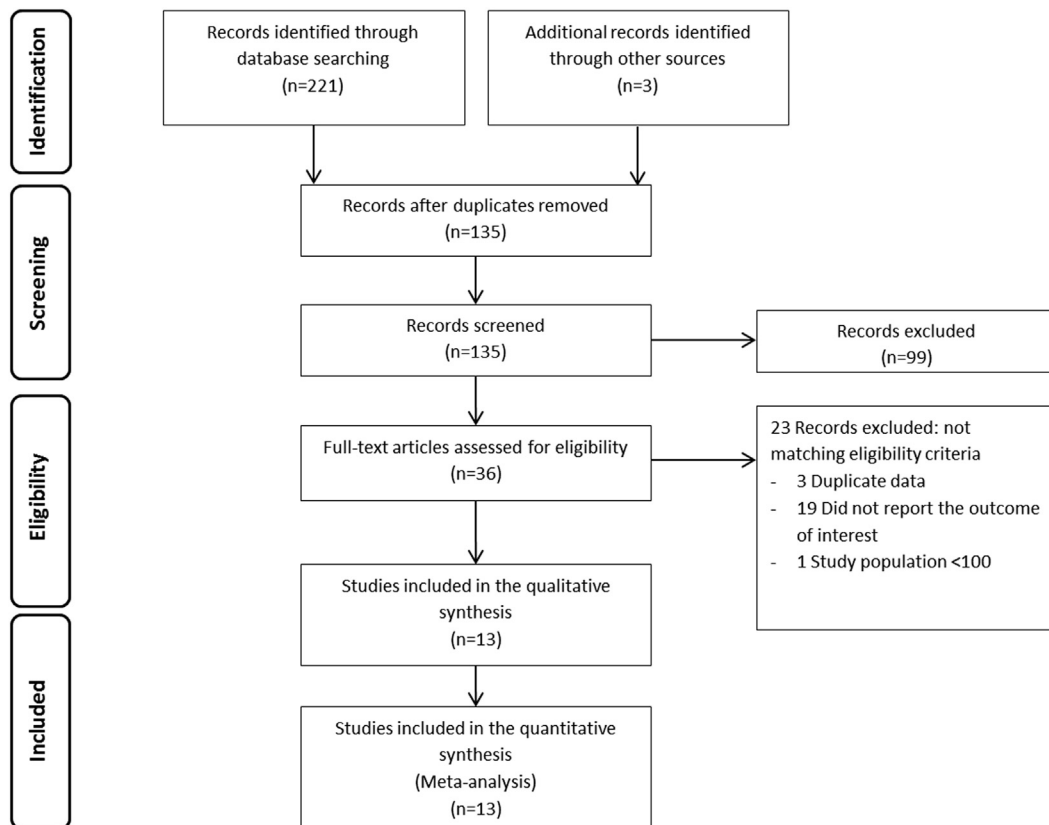 Identification
Records identified through
database searching
(n=221)
Additional records identified
through other sources
(n=3)
Screening
Records after duplicates removed
(n=135)
Records screened
(n=135)
Records excluded
(n=99)
Eligibility
Full-text articles assessed for eligibility
(n=36)
23 Records excluded: not
matching eligibility criteria
- 3 Duplicate data
- 19 Did not report the outcome
of interest
- 1 Study population <100
Studies included in the qualitative
synthesis
(n=13)
Included
Studies included in the quantitative
synthesis
(Meta-analysis)
(n=13)